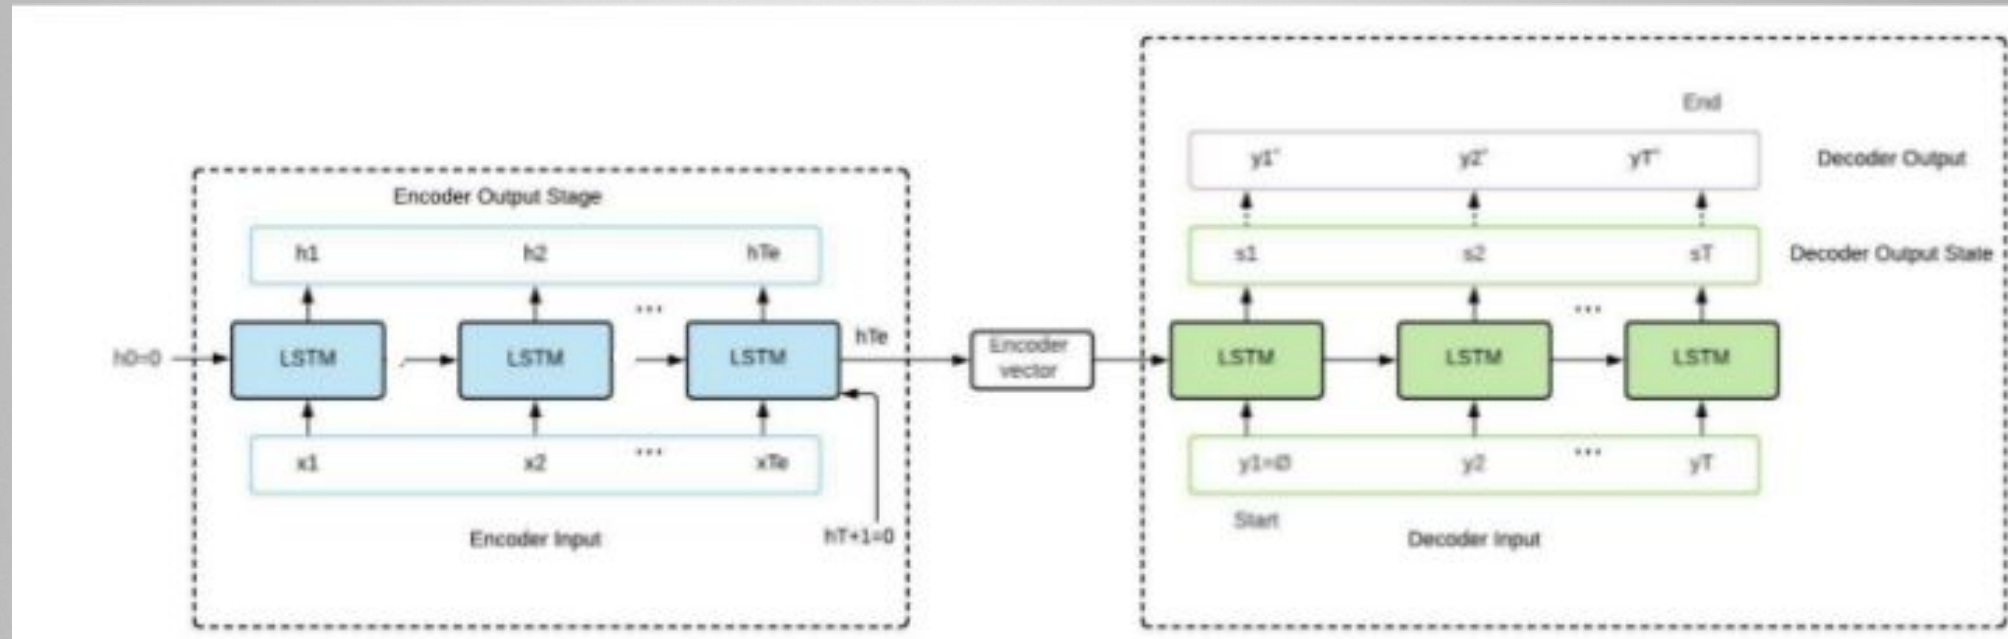 Encoder Output Stage
h1 h2 hTe
...
h0=0 LSTM LSTM LSTM hTe
x1 x2 ... xTe
Encoder Input hT+1=0
Encoder
vector
End
y1' y2' yT' Decoder Output
s1 s2 sT Decoder Output State
...
LSTM LSTM LSTM
y1=∅ y2 ... yT
Start
Decoder Input